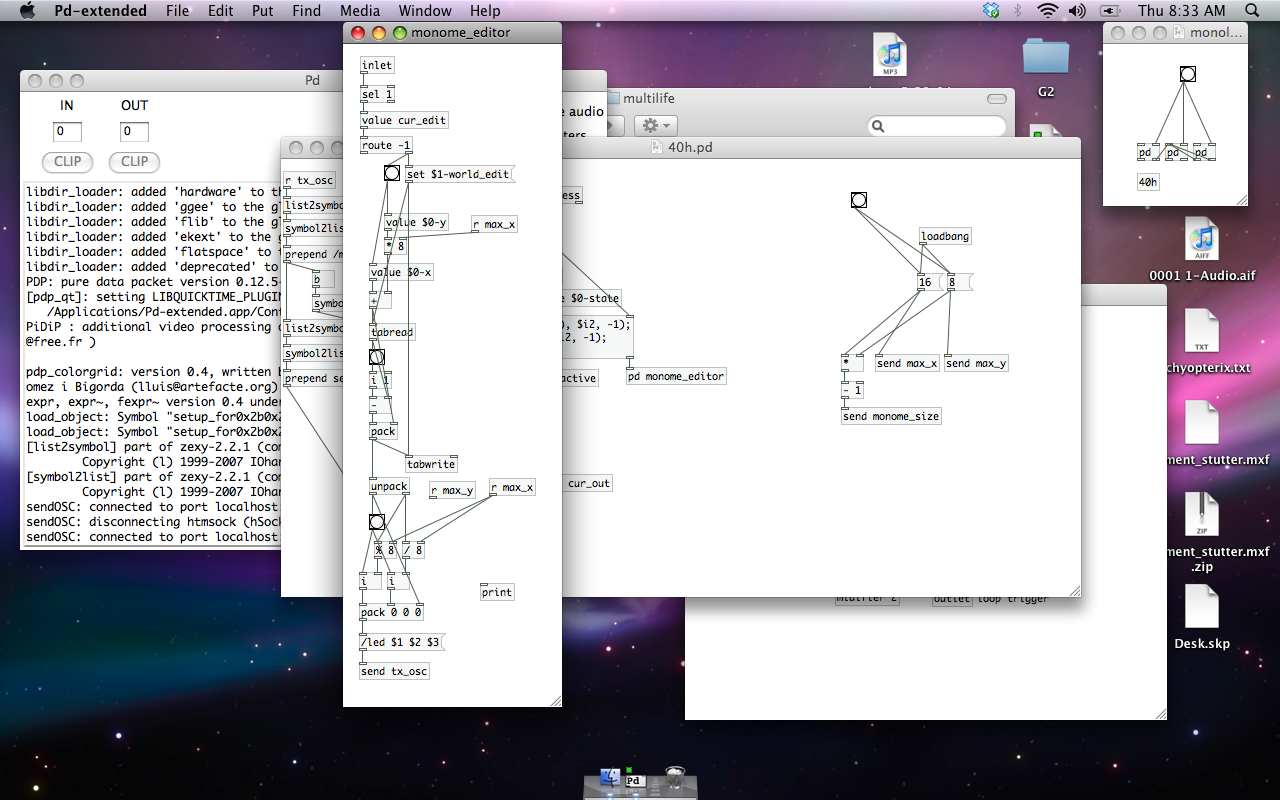 Pd-extended File Edit Put Find Media Window Help Thu 8:33 AM
Pd
IN OUT
0 0
CLIP CLIP
libdir_loader: added 'hardware' to th
libdir_loader: added 'ggee' to the gl
libdir_loader: added 'flib' to the gl
libdir_loader: added 'ekext' to the g
libdir_loader: added 'flatspace' to t
libdir_loader: added 'deprecated' to
PDP: pure data packet version 0.12.5-
[pdp_qt]: setting LIBQUICKTIME_PLUGIN
/Applications/Pd-extended.app/Cont
PiDiP : additional video processing
@free.fr )
pdp_colorgrid: version 0.4, written b
omez i Bigorda (lluis@artefacte.org)
expr, expr~, fexpr~ version 0.4 under
load_object: Symbol "setup_for0x2b0x2
load_object: Symbol "setup_for0x2b0x2
[list2symbol] part of zexy-2.2.1 (com
Copyright (l) 1999-2007 IOhan
[symbol2list] part of zexy-2.2.1 (com
Copyright (l) 1999-2007 IOhan
sendOSC: connected to port localhost
sendOSC: disconnecting htmsock (hSock
sendOSC: connected to port localhost
r tx_osc
list2symb
symbol2li
prepend /m
b
symbo
list2symbo
symbol2lis
prepend se
monome_editor
inlet
sel 1
value cur_edit
route -1
set $1-world_edit
value $0-y
r max_x
* 8
value $0-x
+
tabread
i 1
-
pack
tabwrite
unpack
r max_y
r max_x
% 8
/ 8
i
i
print
pack 0 0 0
/led $1 $2 $3
send tx_osc
e audio
multilife
40h.pd
ess
e $0-state
), $i2, -1);
i2, -1);
pd monome_editor
active
cur_out
loadbang
16
8
*
send max_x
send max_y
- 1
send monome_size
outlet loop trigger
monol...
pd pd pd
40h
MP3
G2
AIFF
0001 1-Audio.aif
TXT
chyopterix.txt
ment_stutter.mxf
ZIP
ment_stutter.mxf
.zip
Desk.skp
Pd